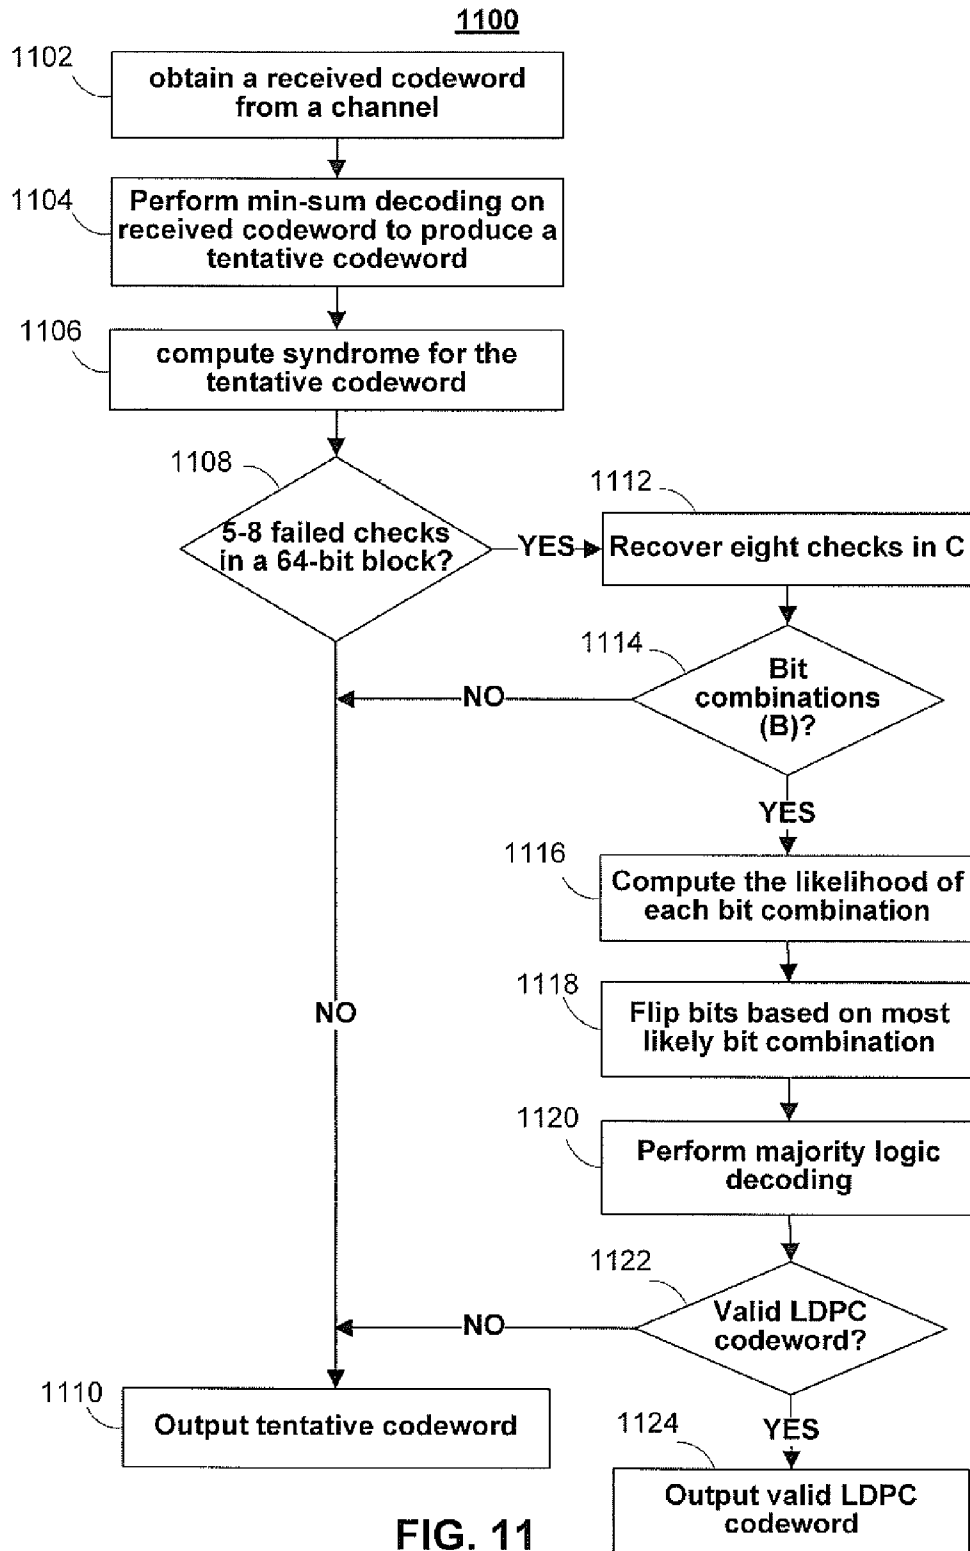 1100
1102
obtain a received codeword
from a channel
1104
Perform min-sum decoding on
received codeword to produce a
tentative codeword
1106
compute syndrome for the
tentative codeword
1108
5-8 failed checks
in a 64-bit block?
YES
1112
Recover eight checks in C
1114
Bit
combinations
(B)?
NO
YES
1116
Compute the likelihood of
each bit combination
1118
Flip bits based on most
likely bit combination
NO
1120
Perform majority logic
decoding
1122
Valid LDPC
codeword?
NO
YES
1110
Output tentative codeword
1124
Output valid LDPC
codeword
FIG. 11